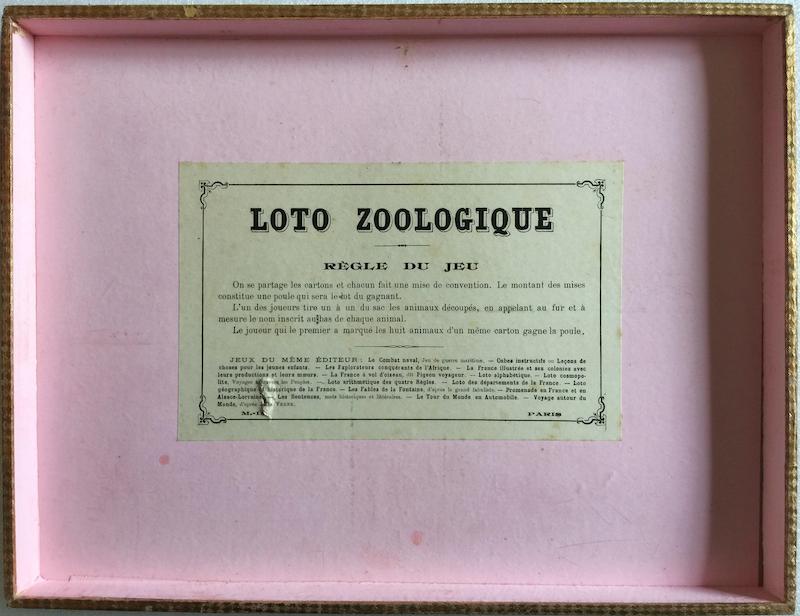 LOTO ZOOLOGIQUE
RÈGLE DU JEU
On se partage les cartons et chacun fait une mise de convention. Le montant des mises
constitue une poule qui sera le lot du gagnant.
L'un des joueurs tire un à un du sac les animaux découpés, en appelant au fur et à
mesure le nom inscrit au bas de chaque animal.
Le joueur qui le premier a marqué les huit animaux d'un même carton gagne la poule.
JEUX DU MÊME ÉDITEUR : Le Combat naval, Jeu de guerre maritime. — Cubes instructifs — Leçons de
choses pour les jeunes enfants. — Les Explorateurs conquérants de l'Afrique. — La France illustrée et ses colonies avec
leurs productions et leurs mœurs. — La France à vol d'oiseau, dit Pigeon voyageur. — Loto alphabétique. — Loto cosmopo-
lite, Voyages à travers les Peuples. — Loto arithmétique des quatre Règles. — Loto des départements de la France. — Loto
géographique et historique de la France. — Les Fables de la Fontaine, d'après le grand fabuliste. — Promenade en France et en
Alsace-Lorraine. — Les Sentences, mots historiques et littéraires. — Le Tour du Monde en Automobile. — Voyage autour du
Monde, d'après VERNE.
M.-D. PARIS